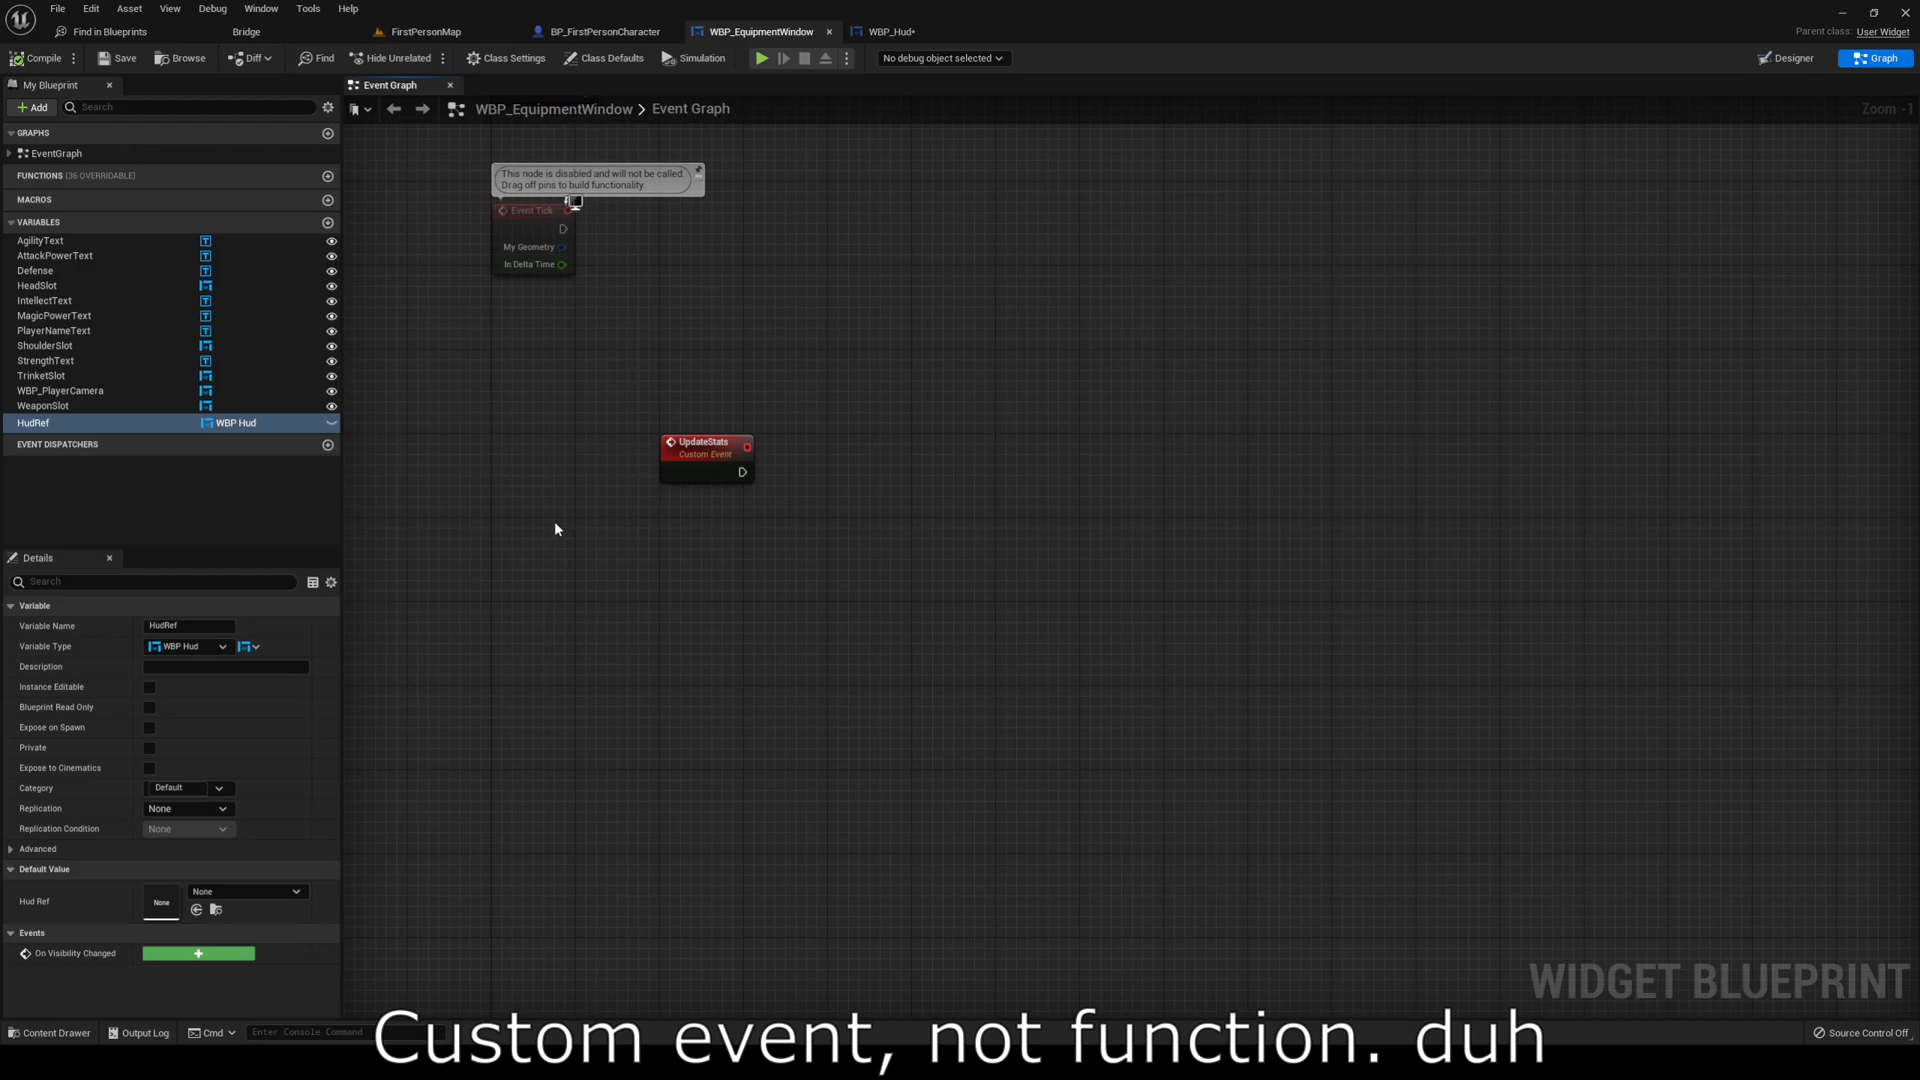 File Edit Asset View Debug Window Tools Help
Find in Blueprints Bridge FirstPersonMap BP_FirstPersonCharacter WBP_EquipmentWindow WBP_Hud*
Parent class: User Widget
Compile Save Browse Diff Find Hide Unrelated Class Settings Class Defaults Simulation No debug object selected Designer Graph
My Blueprint
Event Graph
Add Search
WBP_EquipmentWindow > Event Graph
Zoom -1
GRAPHS
EventGraph
FUNCTIONS (36 OVERRIDABLE)
MACROS
VARIABLES
AgilityText
AttackPowerText
Defense
HeadSlot
IntellectText
MagicPowerText
PlayerNameText
ShoulderSlot
StrengthText
TrinketSlot
WBP_PlayerCamera
WeaponSlot
HudRef WBP Hud
EVENT DISPATCHERS
This node is disabled and will not be called.
Drag off pins to build functionality.
Event Tick
My Geometry
In Delta Time
UpdateStats
Custom Event
Details
Search
Variable
Variable Name HudRef
Variable Type WBP Hud
Description
Instance Editable
Blueprint Read Only
Expose on Spawn
Private
Expose to Cinematics
Category Default
Replication None
Replication Condition None
Advanced
Default Value
Hud Ref None None
Events
On Visibility Changed
WIDGET BLUEPRINT
Content Drawer Output Log Cmd Enter Console Command Source Control Off
Custom event, not function. duh